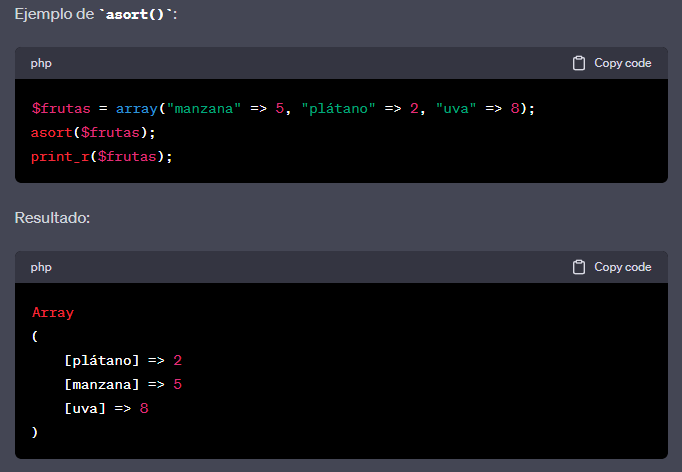 Ejemplo de `asort()`:
php
Copy code
$frutas = array("manzana" => 5, "plátano" => 2, "uva" => 8);
asort($frutas);
print_r($frutas);
Resultado:
php
Copy code
Array
(
    [plátano] => 2
    [manzana] => 5
    [uva] => 8
)